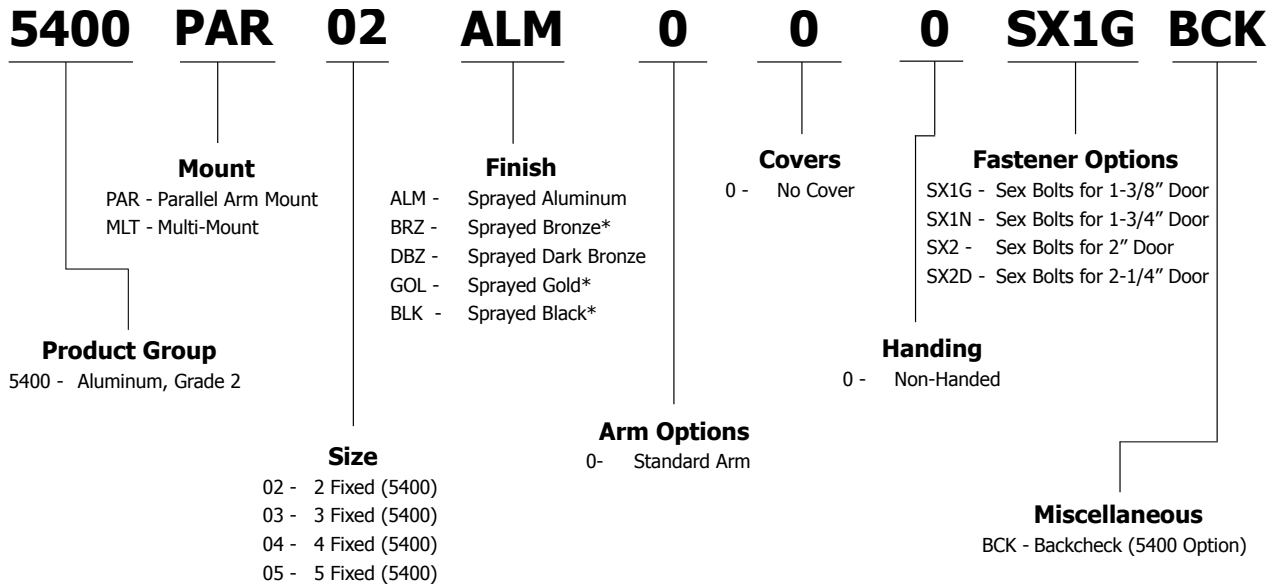 5400 PAR 02 ALM 0 0 0 SX1G BCK
Mount
PAR - Parallel Arm Mount
MLT - Multi-Mount
Finish
ALM - Sprayed Aluminum
BRZ - Sprayed Bronze*
DBZ - Sprayed Dark Bronze
GOL - Sprayed Gold*
BLK - Sprayed Black*
Covers
0 - No Cover
Fastener Options
SX1G - Sex Bolts for 1-3/8” Door
SX1N - Sex Bolts for 1-3/4” Door
SX2 - Sex Bolts for 2” Door
SX2D - Sex Bolts for 2-1/4” Door
Product Group
5400 - Aluminum, Grade 2
Handing
0 - Non-Handed
Size
02 - 2 Fixed (5400)
03 - 3 Fixed (5400)
04 - 4 Fixed (5400)
05 - 5 Fixed (5400)
Arm Options
0- Standard Arm
Miscellaneous
BCK - Backcheck (5400 Option)